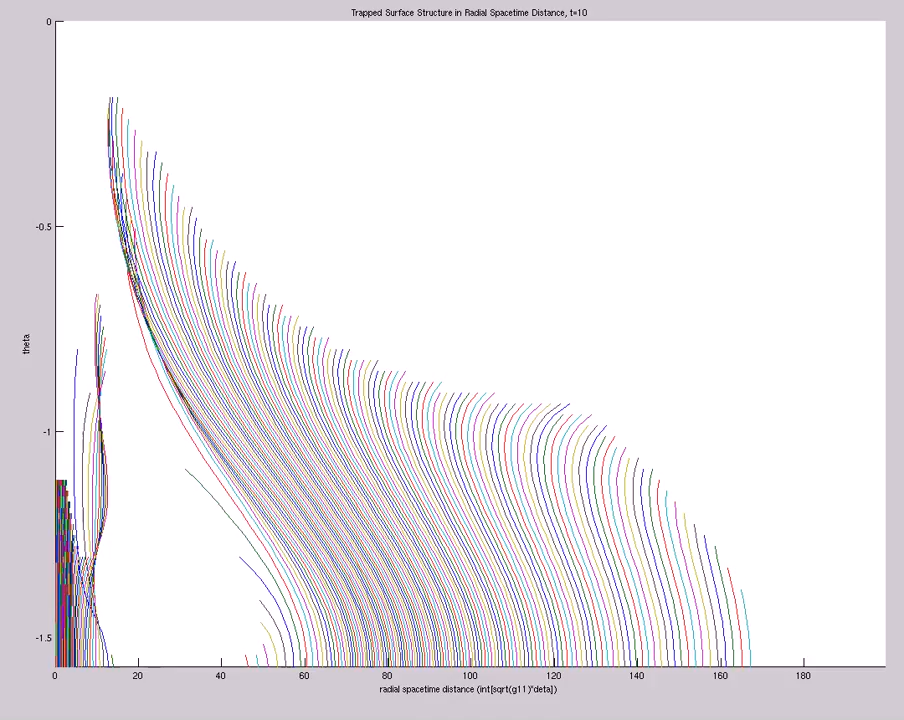 Trapped Surface Structure in Radial Spacetime Distance, t=10
0
-0.5
theta
-1
-1.5
0 20 40 60 80 100 120 140 160 180
radial spacetime distance (int[sqrt(g11)*deta])